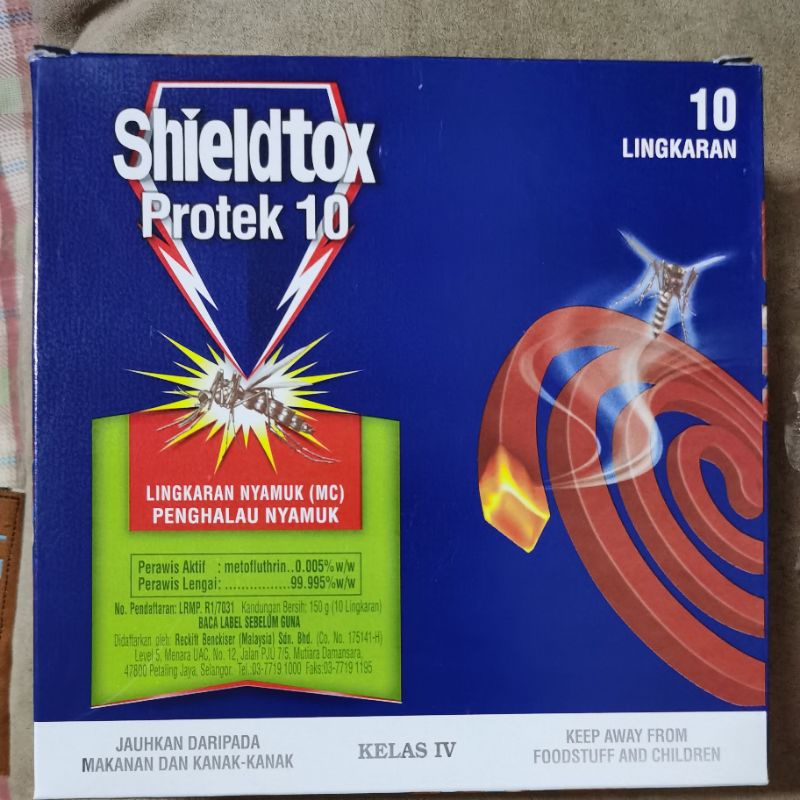 Shieldtox
Protek 10
10
LINGKARAN
LINGKARAN NYAMUK (MC)
PENGHALAU NYAMUK
Perawis Aktif : metofluthrin..0.005%w/w
Perawis Lengai: ................99.995%w/w
No. Pendaftaran: LRMP. R1/7031 Kandungan Bersih: 150 g (10 Lingkaran)
BACA LABEL SEBELUM GUNA
Didaftarkan oleh: Reckitt Benckiser (Malaysia) Sdn. Bhd. (Co. No. 175141-H)
Level 5, Menara UAC, No. 12, Jalan PJU 7/5, Mutiara Damansara,
47800 Petaling Jaya, Selangor. Tel.:03-7719 1000 Faks:03-7719 1195
JAUHKAN DARIPADA
MAKANAN DAN KANAK-KANAK
KELAS IV
KEEP AWAY FROM
FOODSTUFF AND CHILDREN